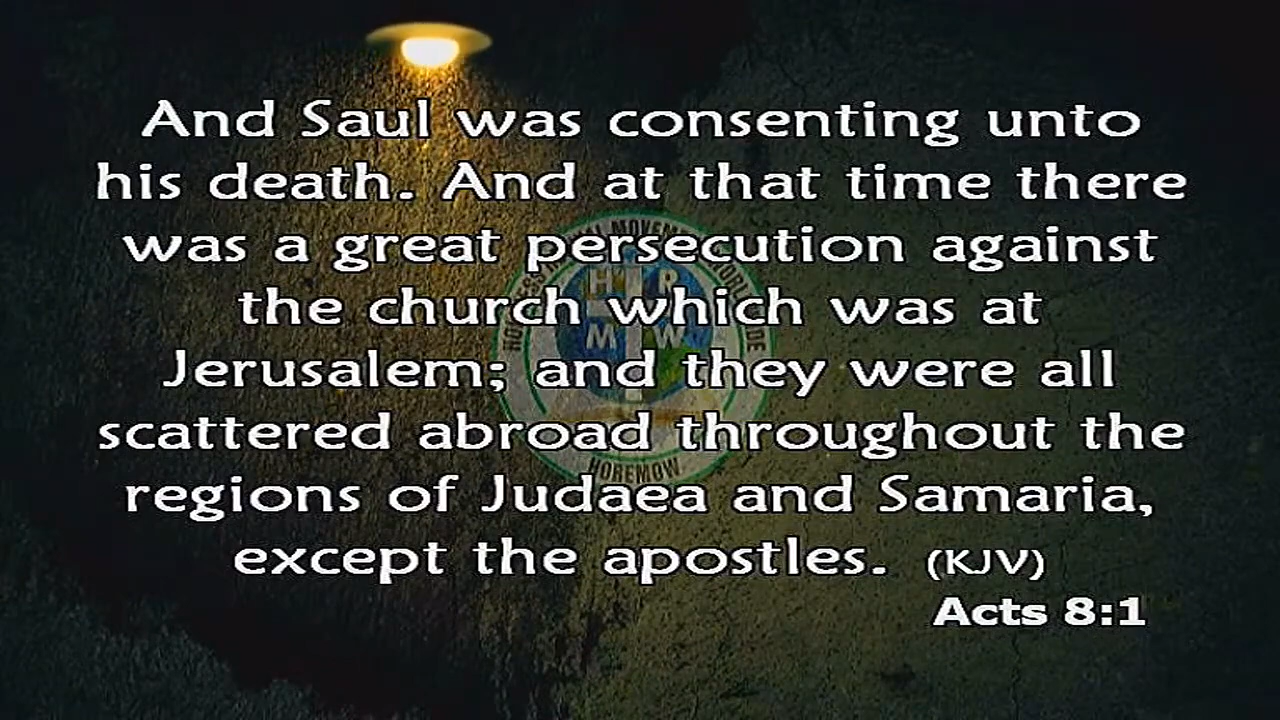 And Saul was consenting unto
his death. And at that time there
was a great persecution against
the church which was at
Jerusalem; and they were all
scattered abroad throughout the
regions of Judaea and Samaria,
except the apostles. (KJV)
Acts 8:1
H R
M W
HOREMOW